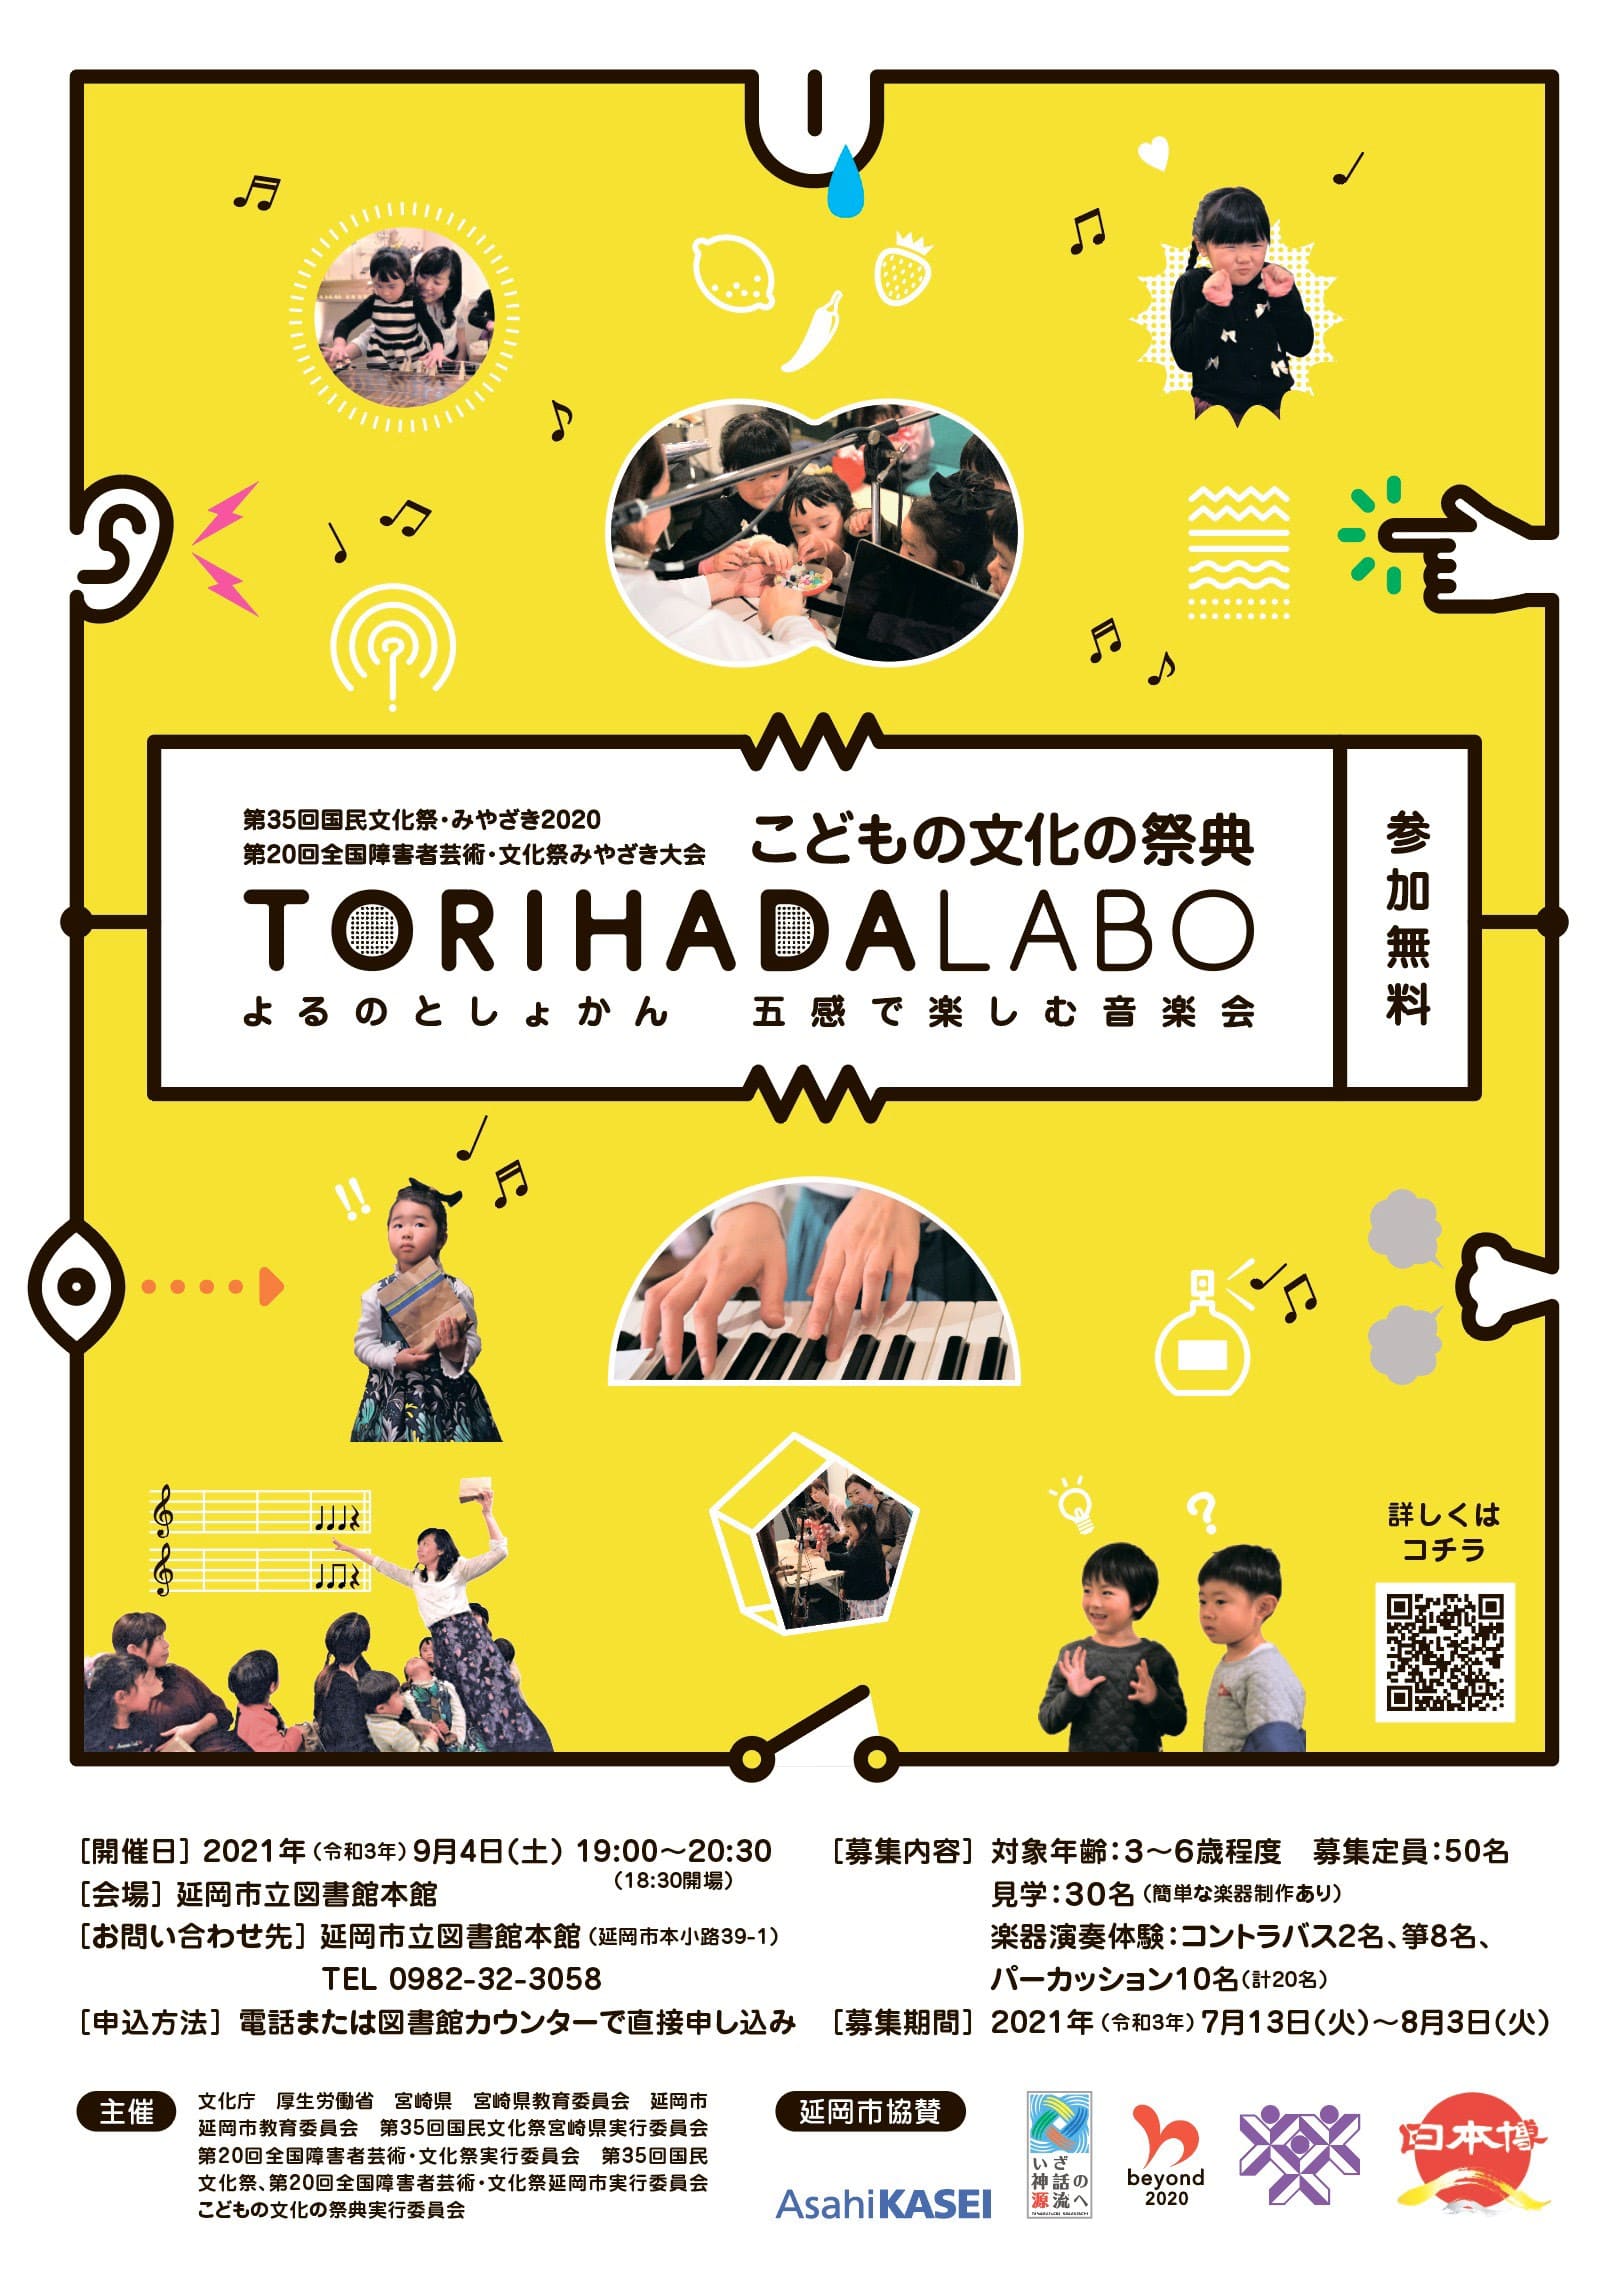 第35回国民文化祭・みやざき2020
第20回全国障害者芸術・文化祭みやざき大会
こどもの文化の祭典
TORIHADALABO
よるのとしょかん 五感で楽しむ音楽会
参加無料
!!
?
詳しくは
コチラ
[開催日] 2021年（令和3年）9月4日（土） 19:00〜20:30
（18:30開場）
[会場] 延岡市立図書館本館
[お問い合わせ先] 延岡市立図書館本館（延岡市本小路39-1）
TEL 0982-32-3058
[申込方法] 電話または図書館カウンターで直接申し込み
[募集内容] 対象年齢：3〜6歳程度 募集定員：50名
見学：30名（簡単な楽器制作あり）
楽器演奏体験：コントラバス2名、箏8名、
パーカッション10名（計20名）
[募集期間] 2021年（令和3年）7月13日（火）〜8月3日（火）
主催
文化庁 厚生労働省 宮崎県 宮崎県教育委員会 延岡市
延岡市教育委員会 第35回国民文化祭宮崎県実行委員会
第20回全国障害者芸術・文化祭実行委員会 第35回国民
文化祭、第20回全国障害者芸術・文化祭延岡市実行委員会
こどもの文化の祭典実行委員会
延岡市協賛
AsahiKASEI
いざ
神話の
源流へ
beyond
2020
日本博